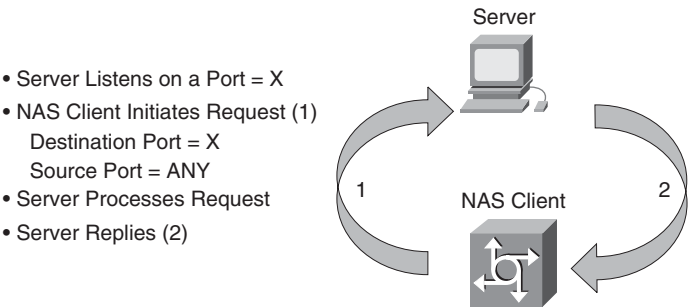 Server
• Server Listens on a Port = X
• NAS Client Initiates Request (1)
Destination Port = X
Source Port = ANY
• Server Processes Request
• Server Replies (2)
1
2
NAS Client